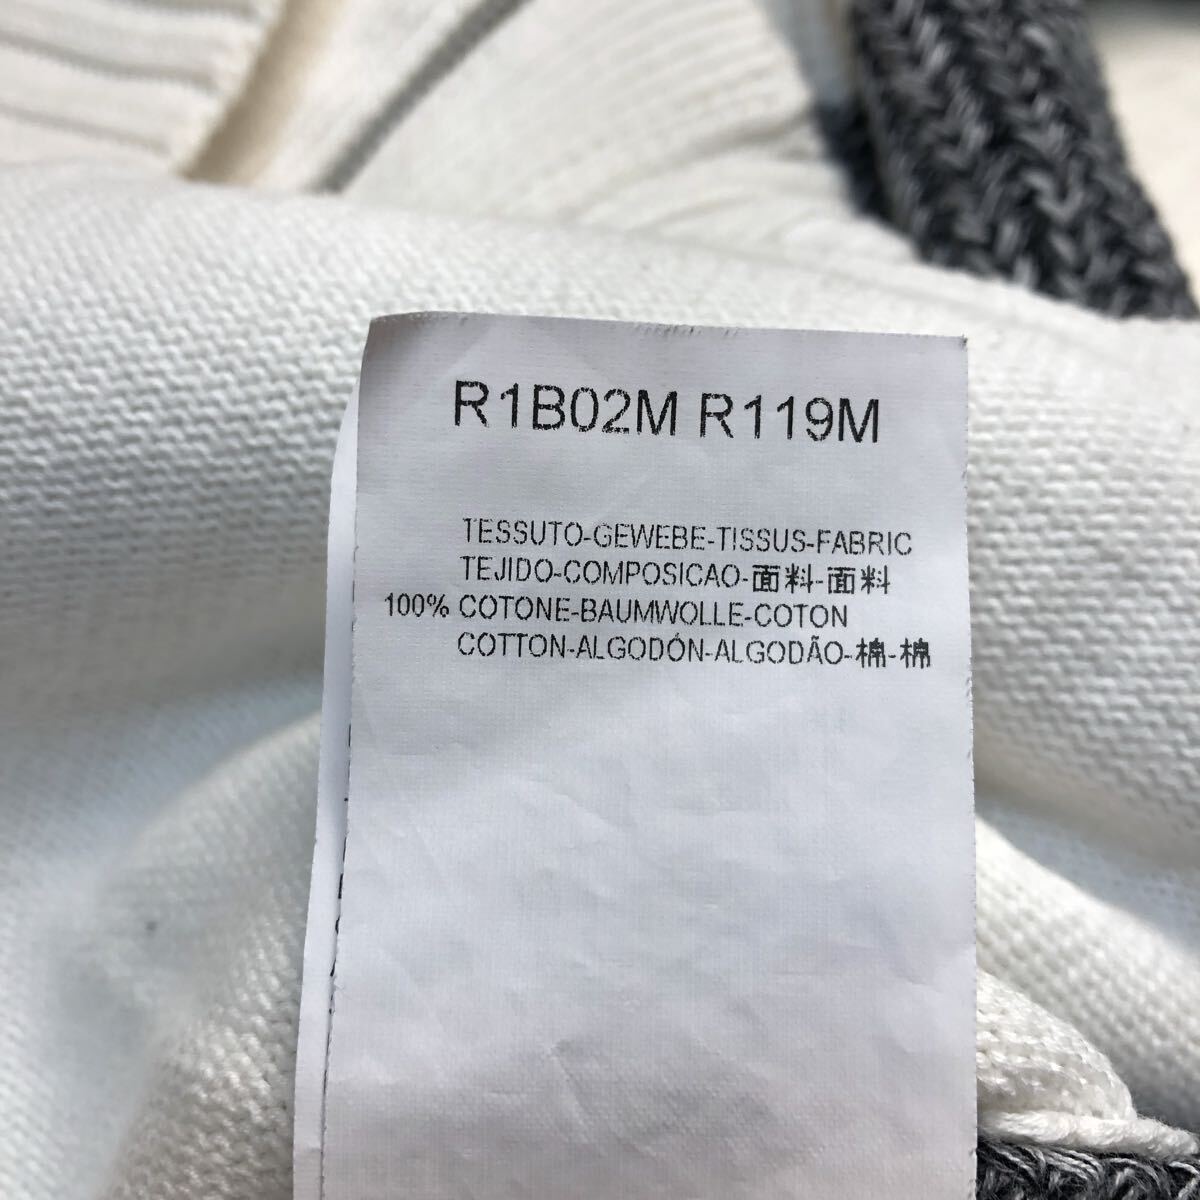 R1B02M R119M
TESSUTO-GEWEBE-TISSUS-FABRIC
TEJIDO-COMPOSICAO-面料-面料
100% COTONE-BAUMWOLLE-COTON
COTTON-ALGODÓN-ALGODÃO-棉-棉